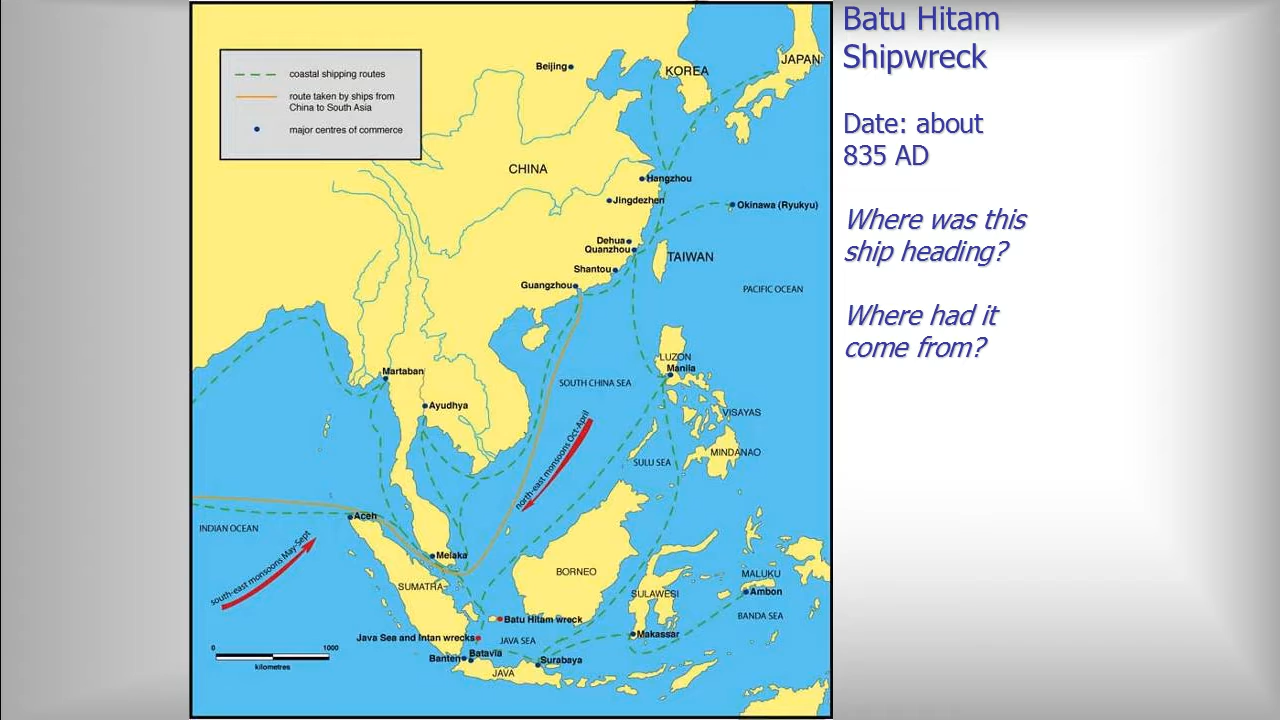 Batu Hitam
Shipwreck
Date: about
835 AD
Where was this
ship heading?
Where had it
come from?
coastal shipping routes
route taken by ships from
China to South Asia
major centres of commerce
Beijing
KOREA
JAPAN
CHINA
Hangzhou
Jingdezhen
Okinawa (Ryukyu)
Dehua
Quanzhou
TAIWAN
Shantou
Guangzhou
PACIFIC OCEAN
LUZON
Manila
Martaban
SOUTH CHINA SEA
Ayudhya
VISAYAS
north-east monsoons Oct-April
MINDANAO
SULU SEA
Aceh
INDIAN OCEAN
south-east monsoons May-Sept
Melaka
SUMATRA
BORNEO
MALUKU
SULAWESI
Ambon
BANDA SEA
Batu Hitam wreck
Java Sea and Intan wrecks
JAVA SEA
Makassar
0 1000
kilometres
Banten
Batavia
Surabaya
JAVA